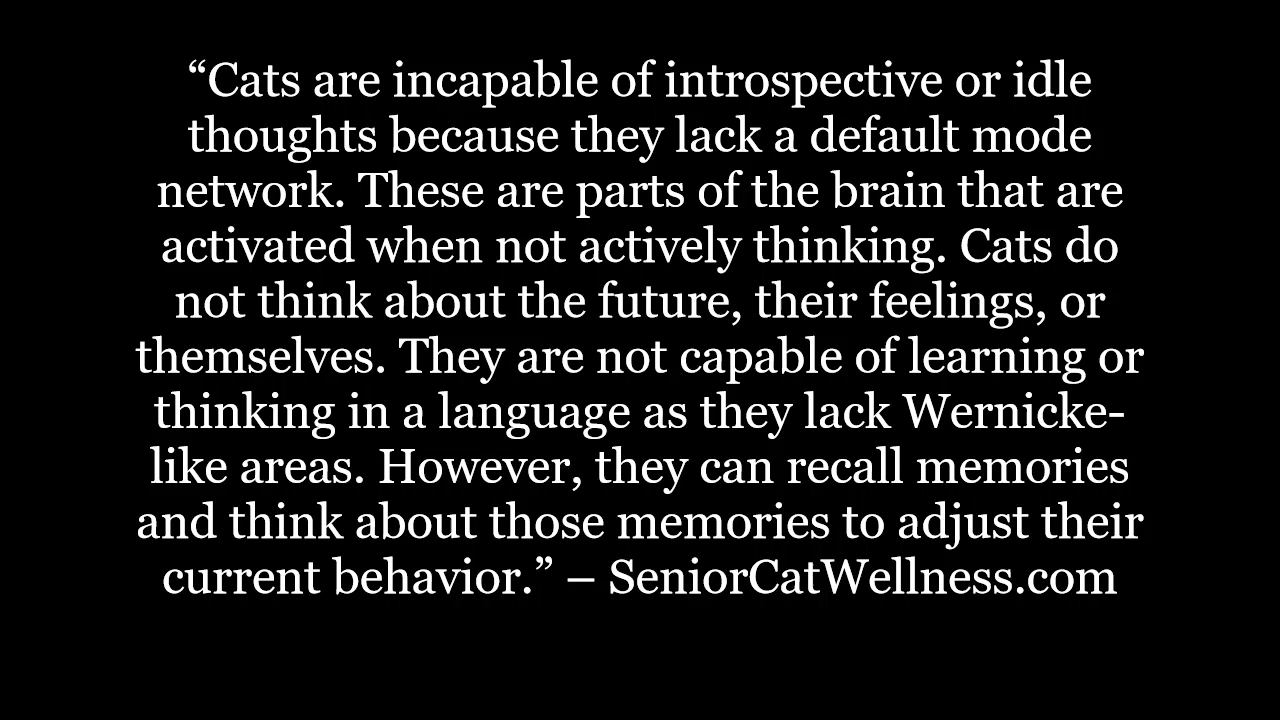 “Cats are incapable of introspective or idle
thoughts because they lack a default mode
network. These are parts of the brain that are
activated when not actively thinking. Cats do
not think about the future, their feelings, or
themselves. They are not capable of learning or
thinking in a language as they lack Wernicke-
like areas. However, they can recall memories
and think about those memories to adjust their
current behavior.” – SeniorCatWellness.com